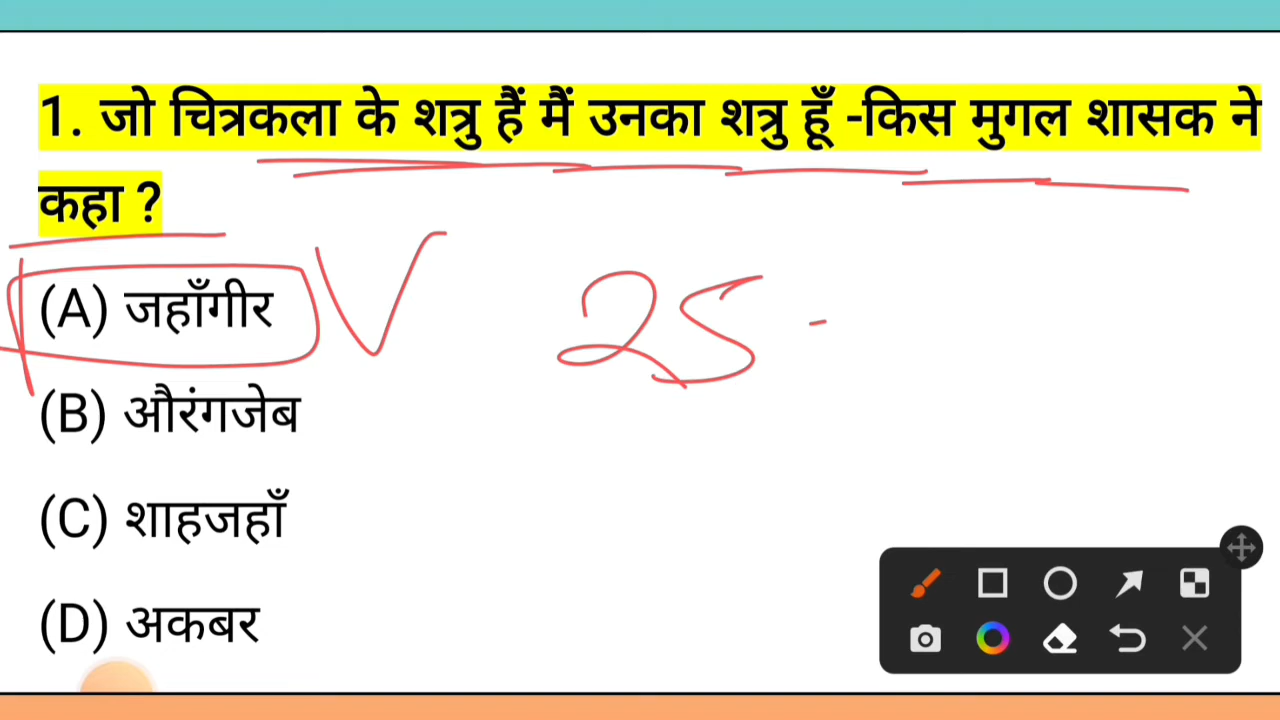 1. जो चित्रकला के शत्रु हैं मैं उनका शत्रु हूँ -किस मुगल शासक ने
कहा ?
(A) जहाँगीर
25 -
(B) औरंगजेब
(C) शाहजहाँ
(D) अकबर